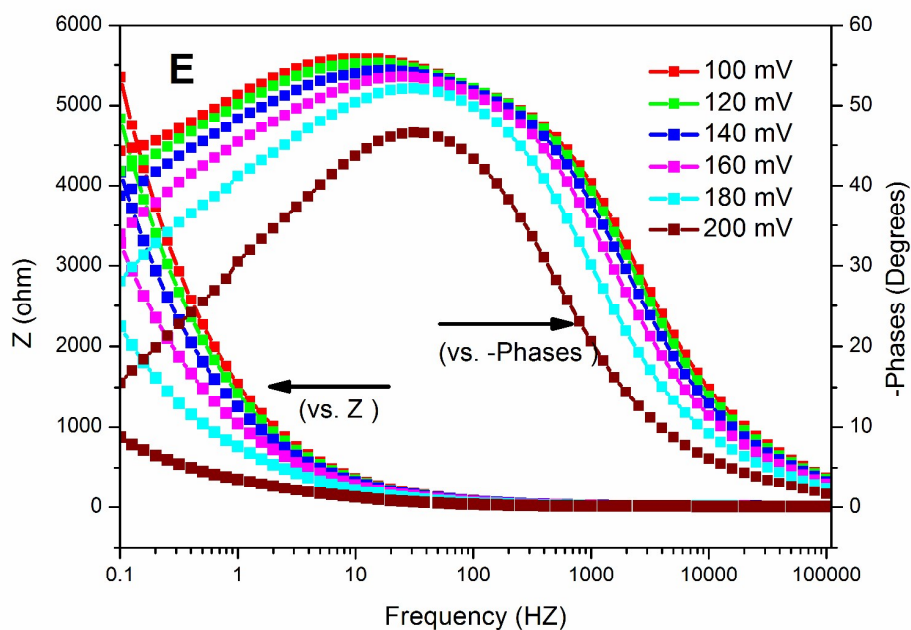 E
100 mV
120 mV
140 mV
160 mV
180 mV
200 mV
(vs. -Phases )
(vs. Z )
6000
5000
4000
3000
2000
1000
0
Z (ohm)
60
50
40
30
20
10
0
-Phases (Degrees)
0.1
1
10
100
1000
10000
100000
Frequency (HZ)